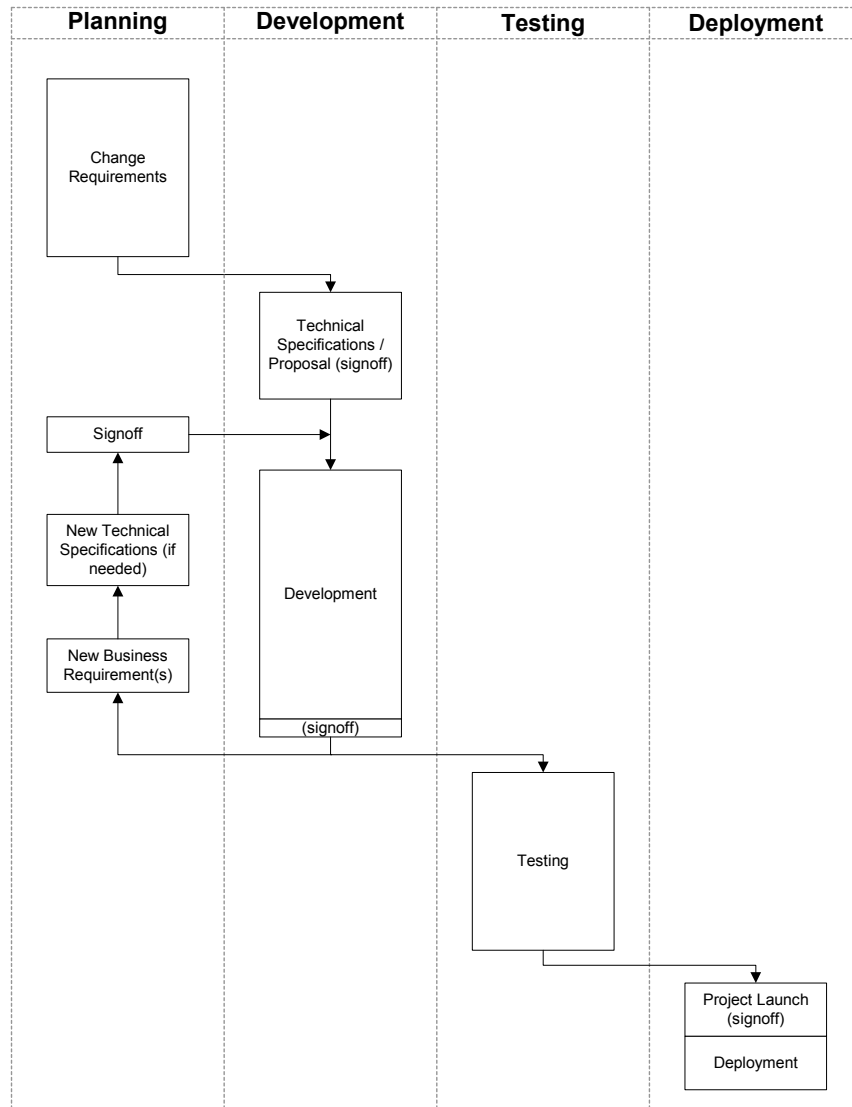 Planning
Development
Testing
Deployment
Change
Requirements
Technical
Specifications /
Proposal (signoff)
Signoff
New Technical
Specifications (if
needed)
Development
New Business
Requirement(s)
(signoff)
Testing
Project Launch
(signoff)
Deployment